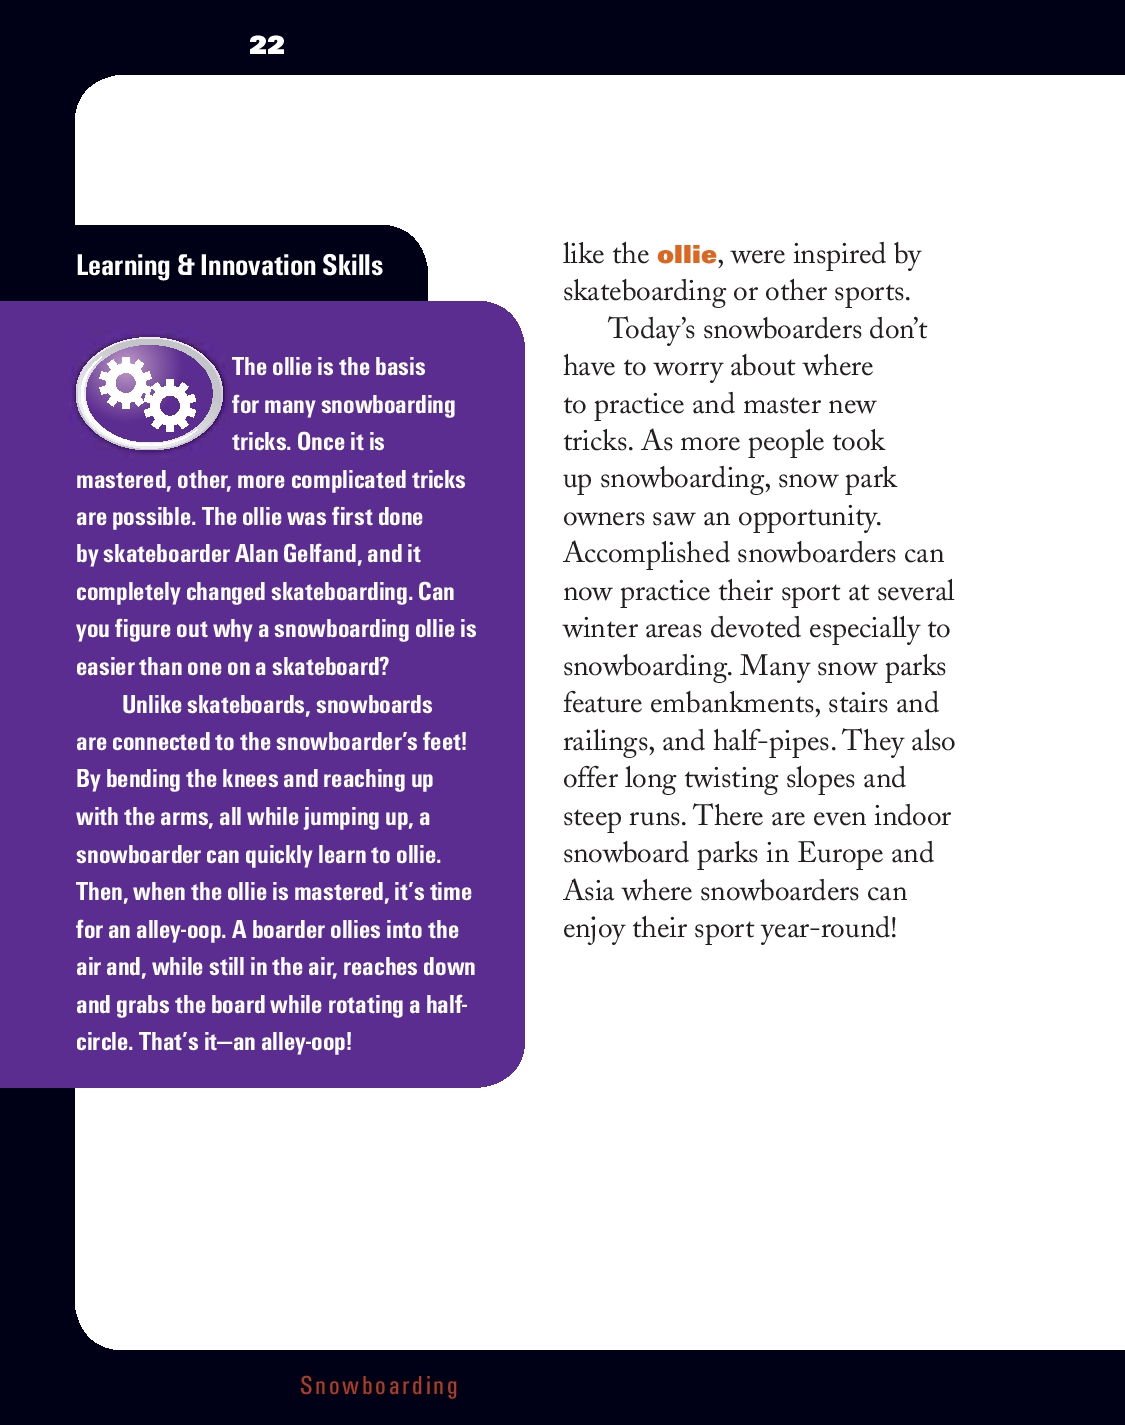 22
Learning & Innovation Skills
The ollie is the basis
for many snowboarding
tricks. Once it is
mastered, other, more complicated tricks
are possible. The ollie was first done
by skateboarder Alan Gelfand, and it
completely changed skateboarding. Can
you figure out why a snowboarding ollie is
easier than one on a skateboard?
Unlike skateboards, snowboards
are connected to the snowboarder’s feet!
By bending the knees and reaching up
with the arms, all while jumping up, a
snowboarder can quickly learn to ollie.
Then, when the ollie is mastered, it’s time
for an alley-oop. A boarder ollies into the
air and, while still in the air, reaches down
and grabs the board while rotating a half-
circle. That’s it—an alley-oop!
like the ollie, were inspired by
skateboarding or other sports.
Today’s snowboarders don’t
have to worry about where
to practice and master new
tricks. As more people took
up snowboarding, snow park
owners saw an opportunity.
Accomplished snowboarders can
now practice their sport at several
winter areas devoted especially to
snowboarding. Many snow parks
feature embankments, stairs and
railings, and half-pipes. They also
offer long twisting slopes and
steep runs. There are even indoor
snowboard parks in Europe and
Asia where snowboarders can
enjoy their sport year-round!
Snowboarding